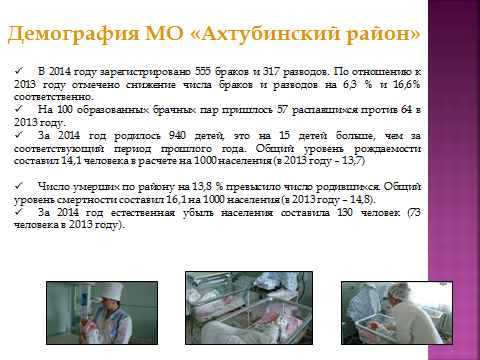 Демография МО «Ахтубинский район»
✓ В 2014 году зарегистрировано 555 браков и 317 разводов. По отношению к
2013 году отмечено снижение числа браков и разводов на 6,3 % и 16,6%
соответственно.
✓ На 100 образованных брачных пар пришлось 57 распавшихся против 64 в
2013 году.
✓ За 2014 год родилось 940 детей, это на 15 детей больше, чем за
соответствующий период прошлого года. Общий уровень рождаемости
составил 14,1 человека в расчете на 1000 населения (в 2013 году – 13,7)
✓ Число умерших по району на 13,8 % превысило число родившихся. Общий
уровень смертности составил 16,1 на 1000 населения (в 2013 году – 14,8).
✓ За 2014 год естественная убыль населения составила 130 человек (73
человека в 2013 году).